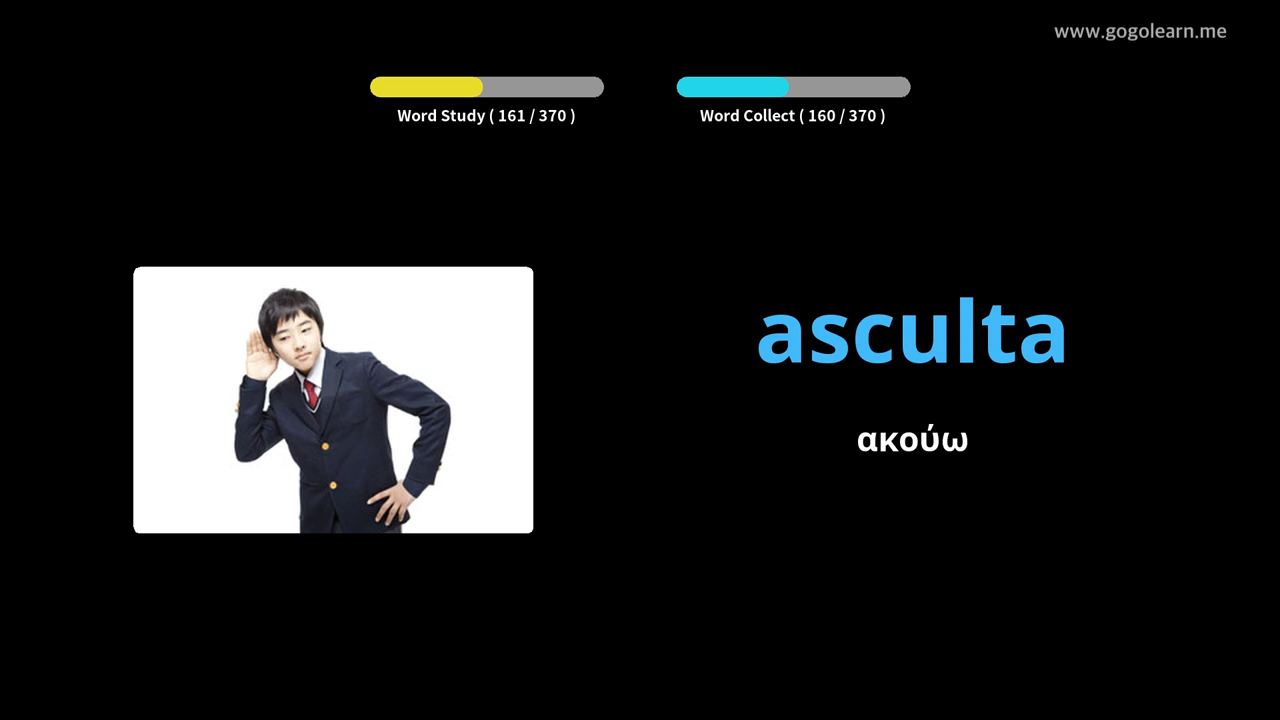 www.gogolearn.me
Word Study ( 161 / 370 )
Word Collect ( 160 / 370 )
asculta
ακούω